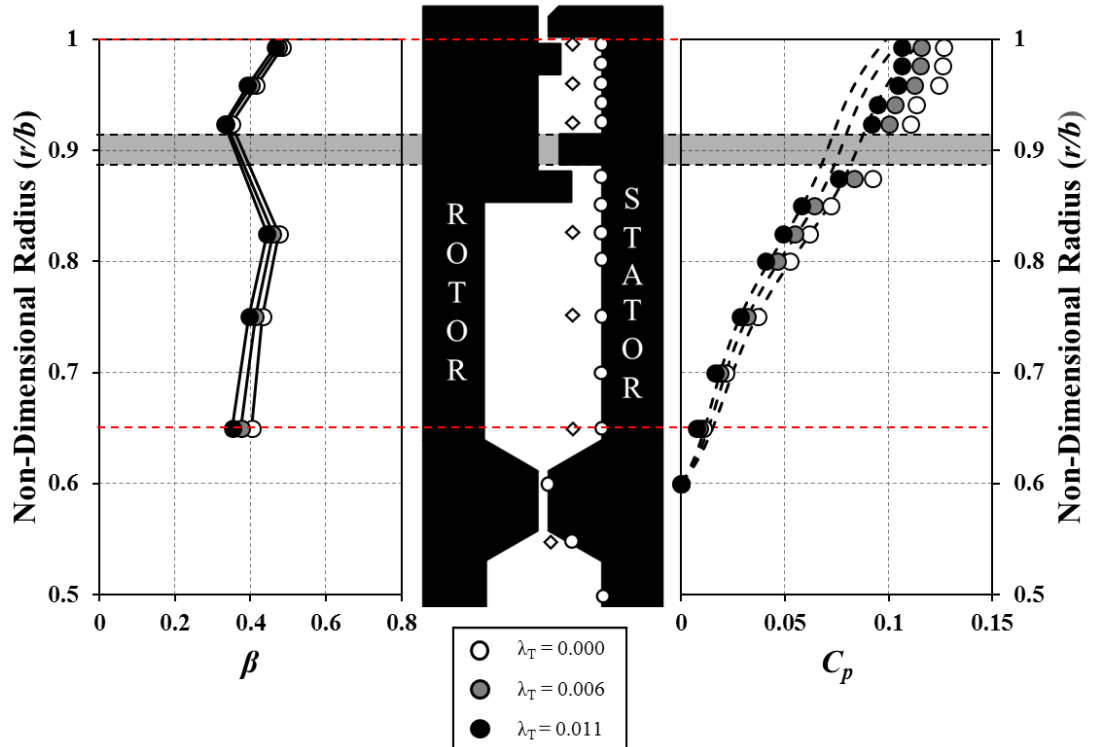 Non-Dimensional Radius (r/b)
1
0.9
0.8
0.7
0.6
0.5
0
0.2
0.4
0.6
0.8
β
ROTOR
STATOR
0
0.05
0.1
0.15
Cp
1
0.9
0.8
0.7
0.6
0.5
Non-Dimensional Radius (r/b)
λT = 0.000
λT = 0.006
λT = 0.011